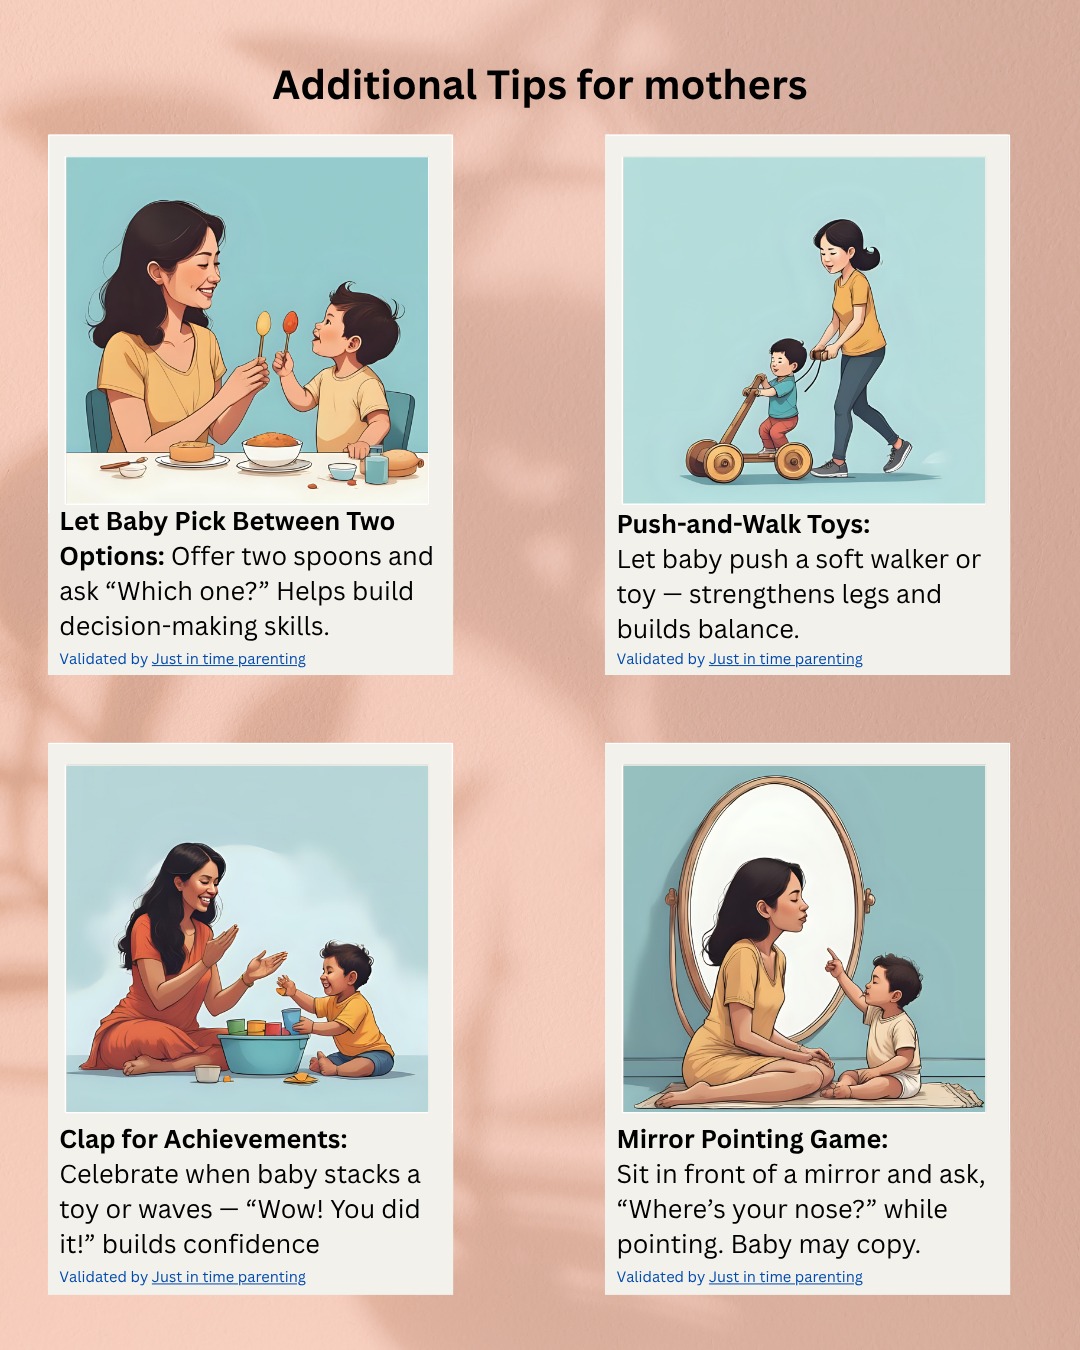 Additional Tips for mothers
Let Baby Pick Between Two
Options: Offer two spoons and
ask “Which one?” Helps build
decision-making skills.
Validated by Just in time parenting
Push-and-Walk Toys:
Let baby push a soft walker or
toy — strengthens legs and
builds balance.
Validated by Just in time parenting
Clap for Achievements:
Celebrate when baby stacks a
toy or waves — “Wow! You did
it!” builds confidence
Validated by Just in time parenting
Mirror Pointing Game:
Sit in front of a mirror and ask,
“Where’s your nose?” while
pointing. Baby may copy.
Validated by Just in time parenting